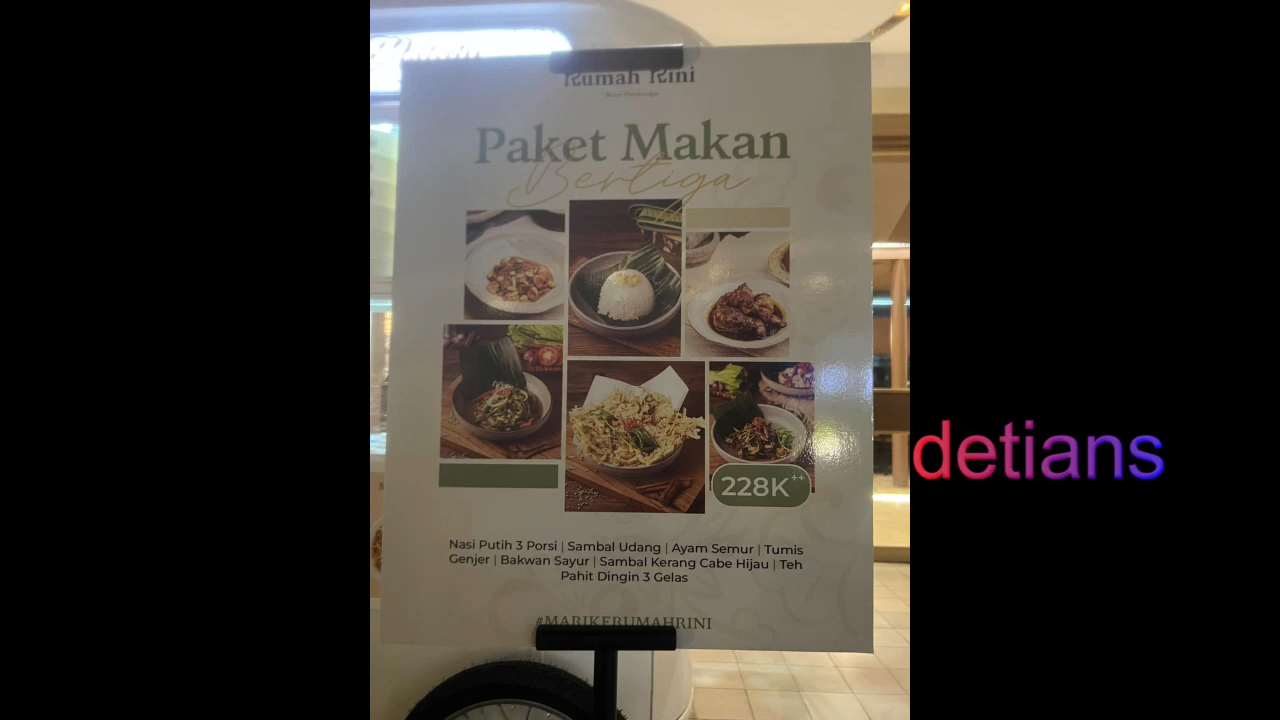 Rumah Rini
Paket Makan
Bertiga
228K++
Nasi Putih 3 Porsi | Sambal Udang | Ayam Semur | Tumis
Genjer | Bakwan Sayur | Sambal Kerang Cabe Hijau | Teh
Pahit Dingin 3 Gelas
#MARIKERUMAHRINI
detians